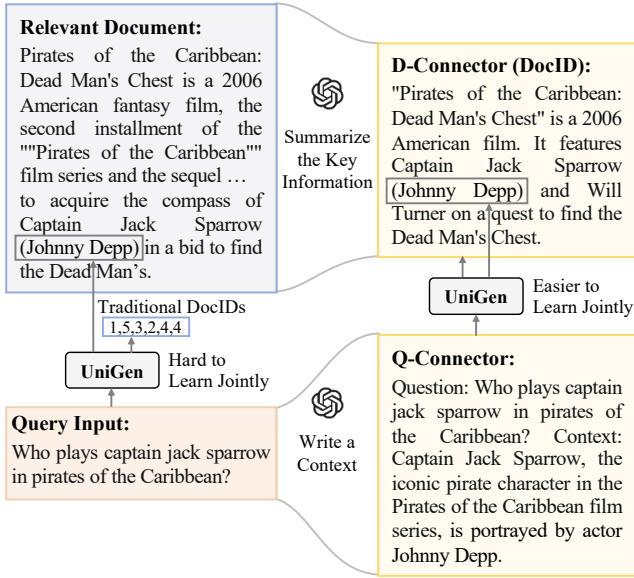 Relevant Document:
Pirates of the Caribbean:
Dead Man's Chest is a 2006
American fantasy film, the
second installment of the
""Pirates of the Caribbean""
film series and the sequel …
to acquire the compass of
Captain Jack Sparrow
(Johnny Depp) in a bid to find
the Dead Man’s.
Summarize
the Key
Information
D-Connector (DocID):
"Pirates of the Caribbean:
Dead Man's Chest" is a 2006
American film. It features
Captain Jack Sparrow
(Johnny Depp) and Will
Turner on a quest to find the
Dead Man's Chest.
Traditional DocIDs
1,5,3,2,4,4
UniGen
Hard to
Learn Jointly
UniGen
Easier to
Learn Jointly
Query Input:
Who plays captain jack sparrow
in pirates of the Caribbean?
Write a
Context
Q-Connector:
Question: Who plays captain
jack sparrow in pirates of
the Caribbean? Context:
Captain Jack Sparrow, the
iconic pirate character in the
Pirates of the Caribbean film
series, is portrayed by actor
Johnny Depp.